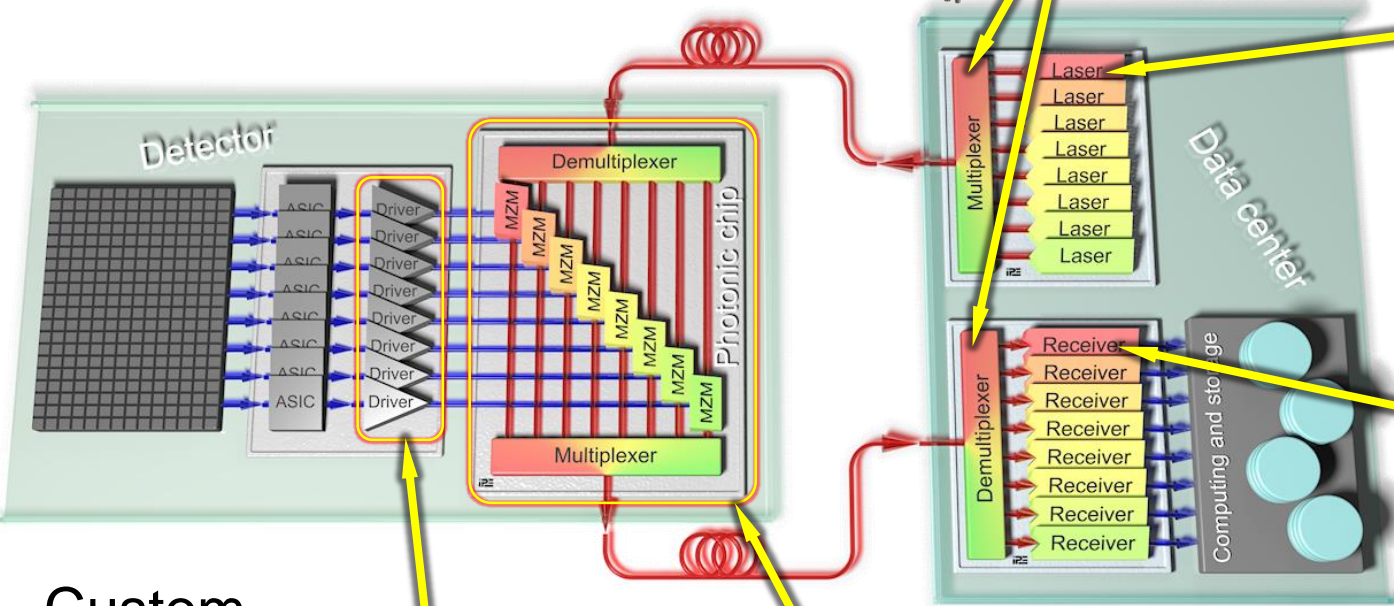 Detector
ASIC
ASIC
ASIC
ASIC
ASIC
ASIC
ASIC
ASIC
Driver
Driver
Driver
Driver
Driver
Driver
Driver
Driver
Demultiplexer
MZM
MZM
MZM
MZM
MZM
MZM
MZM
MZM
Multiplexer
Photonic chip
Multiplexer
Laser
Laser
Laser
Laser
Laser
Laser
Laser
Laser
Data center
Demultiplexer
Receiver
Receiver
Receiver
Receiver
Receiver
Receiver
Receiver
Receiver
Computing and storage
Custom